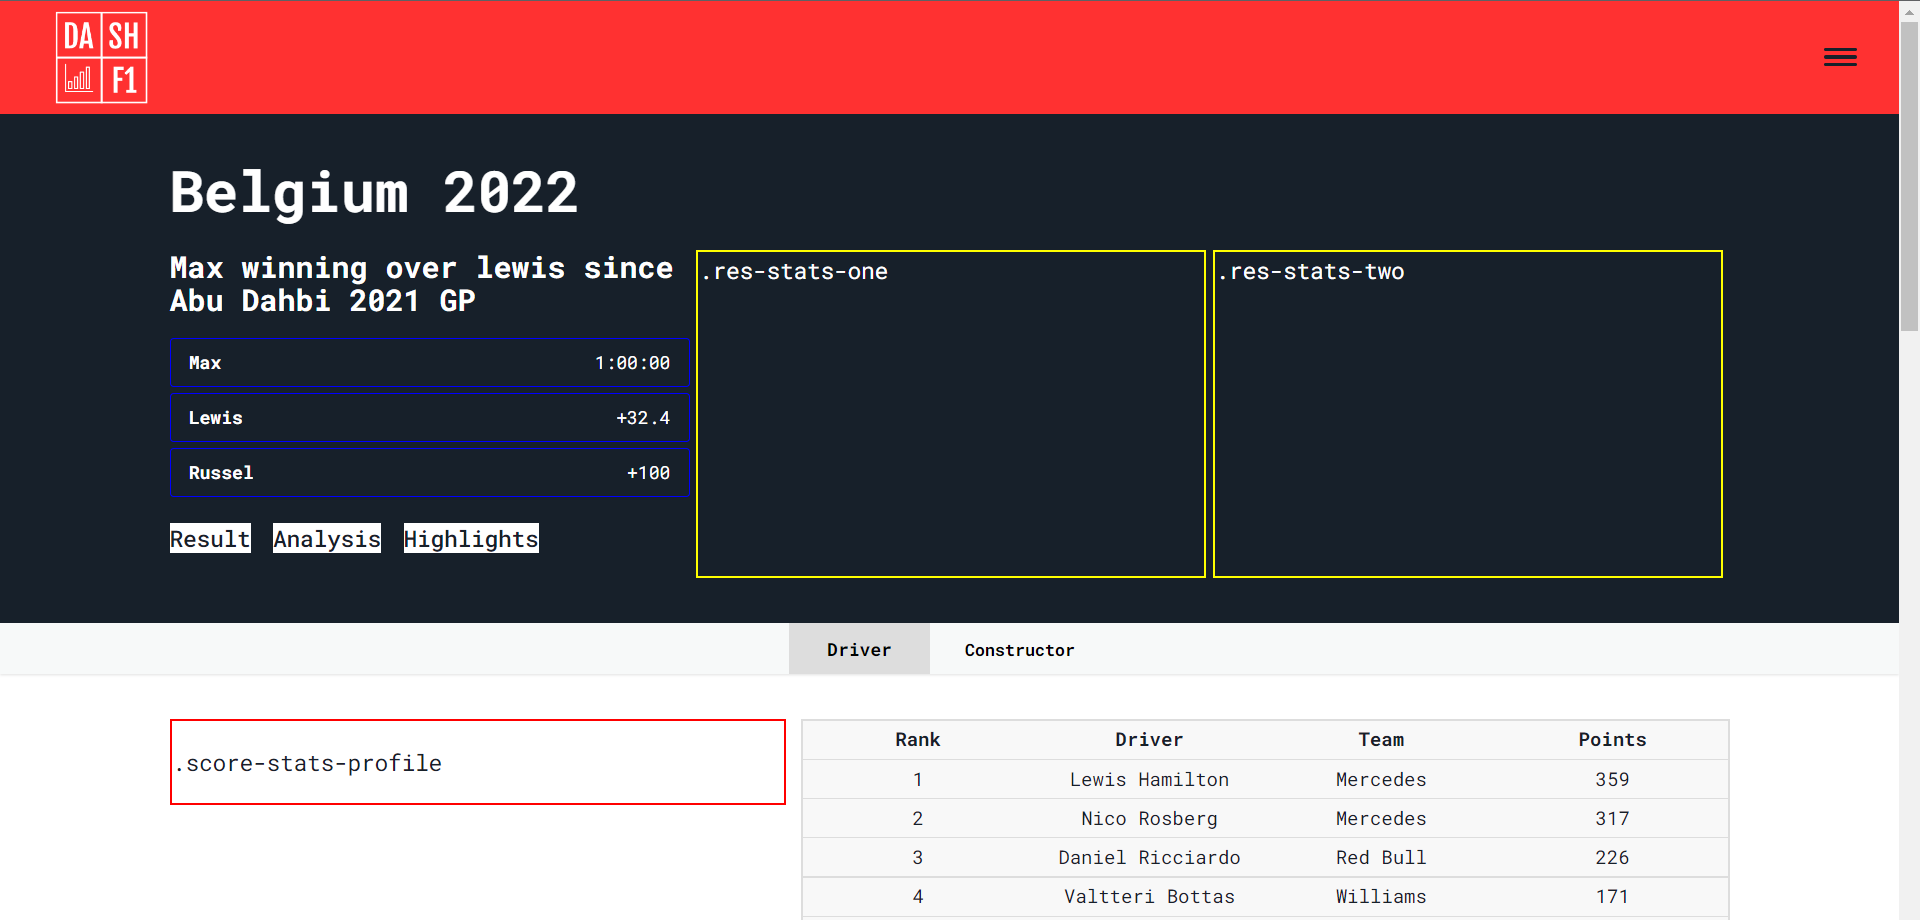 DA SH
F1
Belgium 2022
Max winning over lewis since
Abu Dahbi 2021 GP
Max 1:00:00
Lewis +32.4
Russel +100
Result Analysis Highlights
.res-stats-one
.res-stats-two
Driver Constructor
.score-stats-profile
Rank Driver Team Points
1 Lewis Hamilton Mercedes 359
2 Nico Rosberg Mercedes 317
3 Daniel Ricciardo Red Bull 226
4 Valtteri Bottas Williams 171